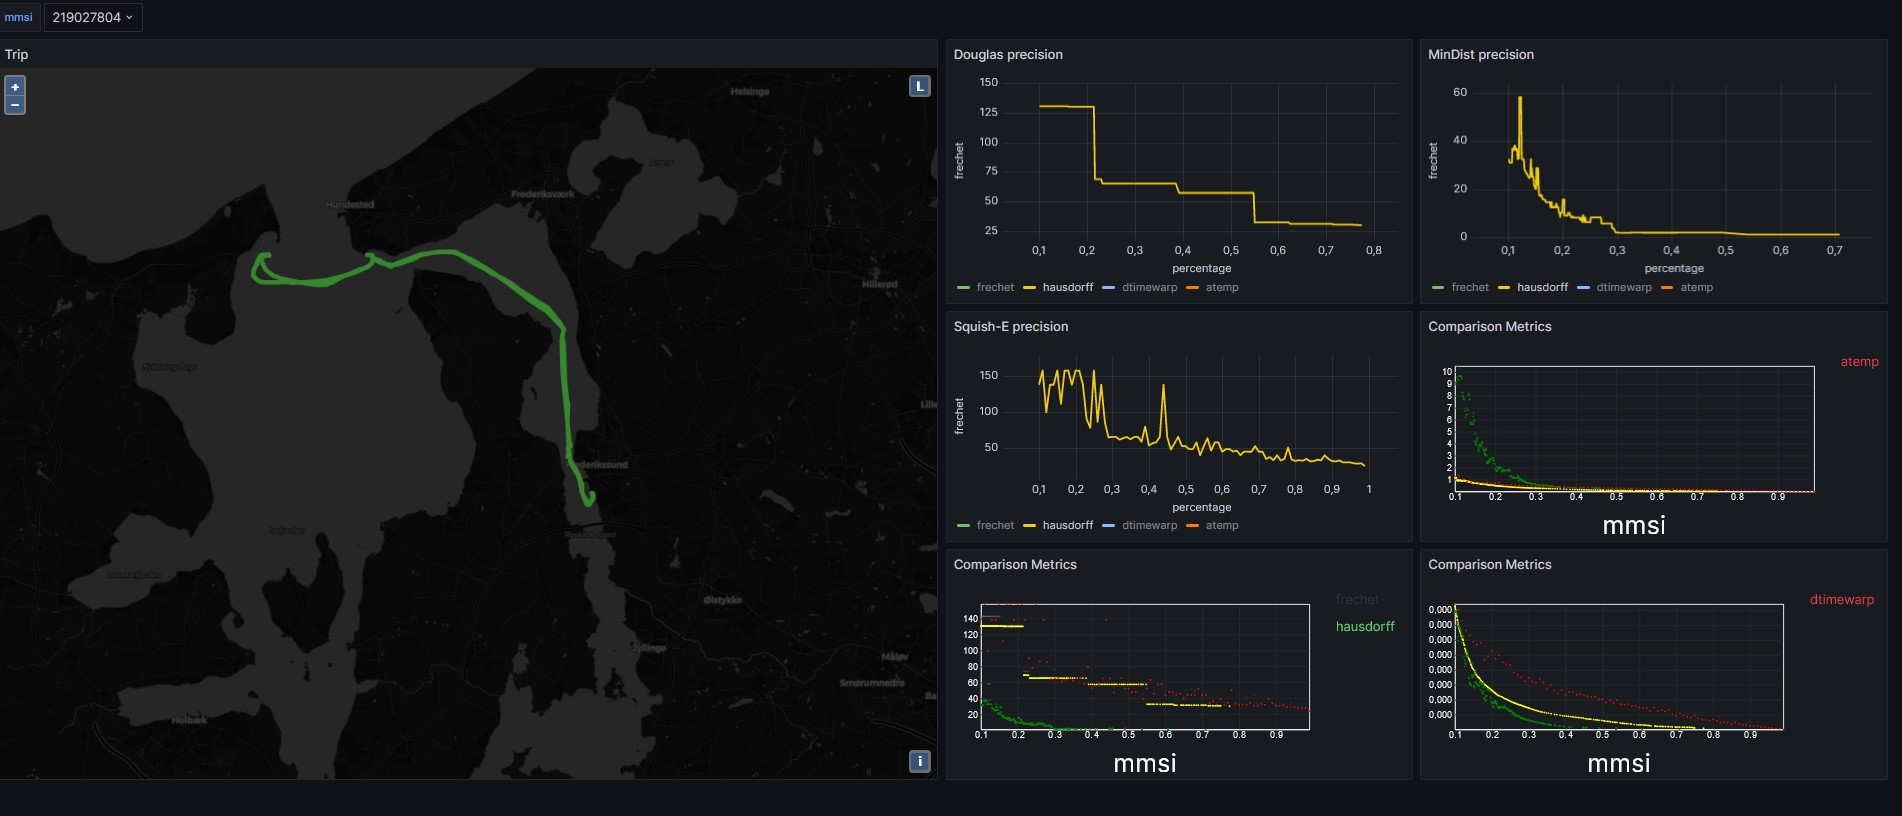 mmsi 219027804
Trip
+
−
L
Helsinge
Arresø
Frederiksværk
Hundested
Hillerød
Lille
Frederikssund
Roskilde Fjord
Isefjorden
Ølstykke
Jyllinge
Måløv
Smørumnedre
Ba
Holbæk
i
Douglas precision
150
125
100
75
50
25
frechet
0,1 0,2 0,3 0,4 0,5 0,6 0,7 0,8
percentage
frechet hausdorff dtimewarp atemp
MinDist precision
60
40
20
0
frechet
0,1 0,2 0,3 0,4 0,5 0,6 0,7
percentage
frechet hausdorff dtimewarp atemp
Squish-E precision
150
100
50
frechet
0,1 0,2 0,3 0,4 0,5 0,6 0,7 0,8 0,9 1
percentage
frechet hausdorff dtimewarp atemp
Comparison Metrics
atemp
10
9
8
7
6
5
4
3
2
1
0.1 0.2 0.3 0.4 0.5 0.6 0.7 0.8 0.9
mmsi
Comparison Metrics
frechet
hausdorff
140
120
100
80
60
40
20
0.1 0.2 0.3 0.4 0.5 0.6 0.7 0.8 0.9
mmsi
Comparison Metrics
dtimewarp
0,000
0,000
0,000
0,000
0,000
0,000
0,000
0,000
0.1 0.2 0.3 0.4 0.5 0.6 0.7 0.8 0.9
mmsi